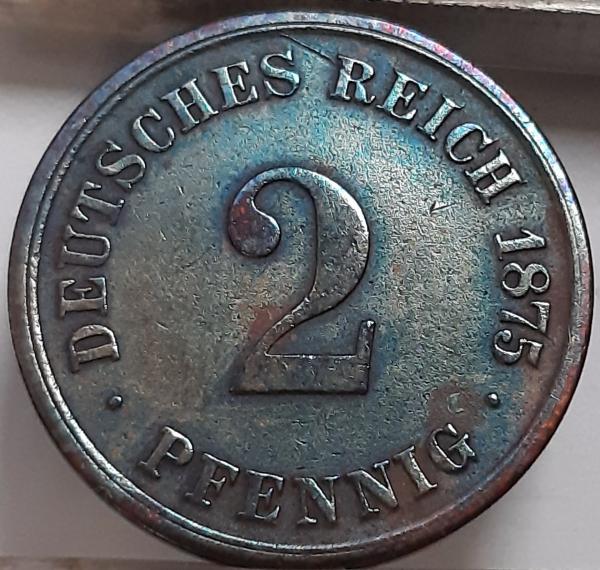 DEUTSCHES REICH 1875
2
· PFENNIG ·